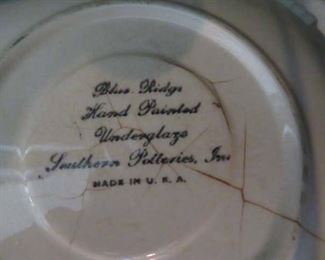 Blue Ridge
Hand Painted
Underglaze
Southern Potteries, Inc
MADE IN U. S. A.